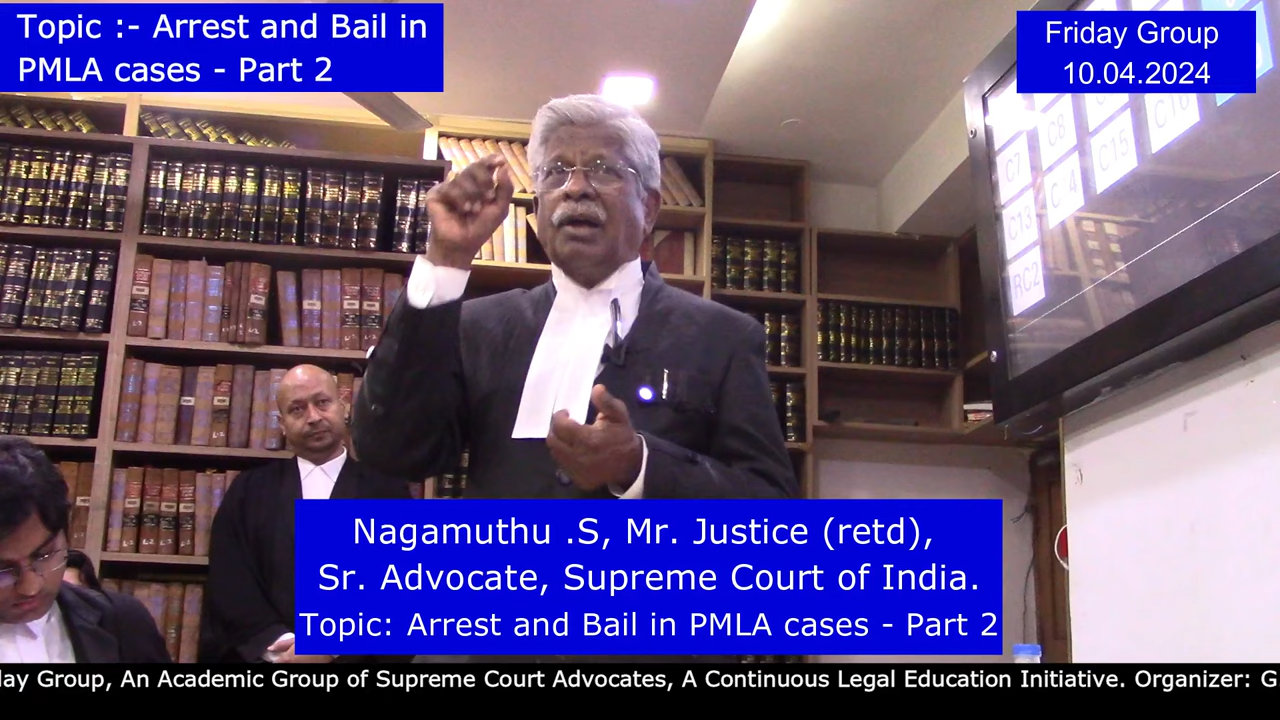 Topic :- Arrest and Bail in
PMLA cases - Part 2
Friday Group
10.04.2024
C8
C16
C7
C15
C 4
C13
RC2
Nagamuthu .S, Mr. Justice (retd),
Sr. Advocate, Supreme Court of India.
Topic: Arrest and Bail in PMLA cases - Part 2
Group, An Academic Group of Supreme Court Advocates, A Continuous Legal Education Initiative. Organizer: